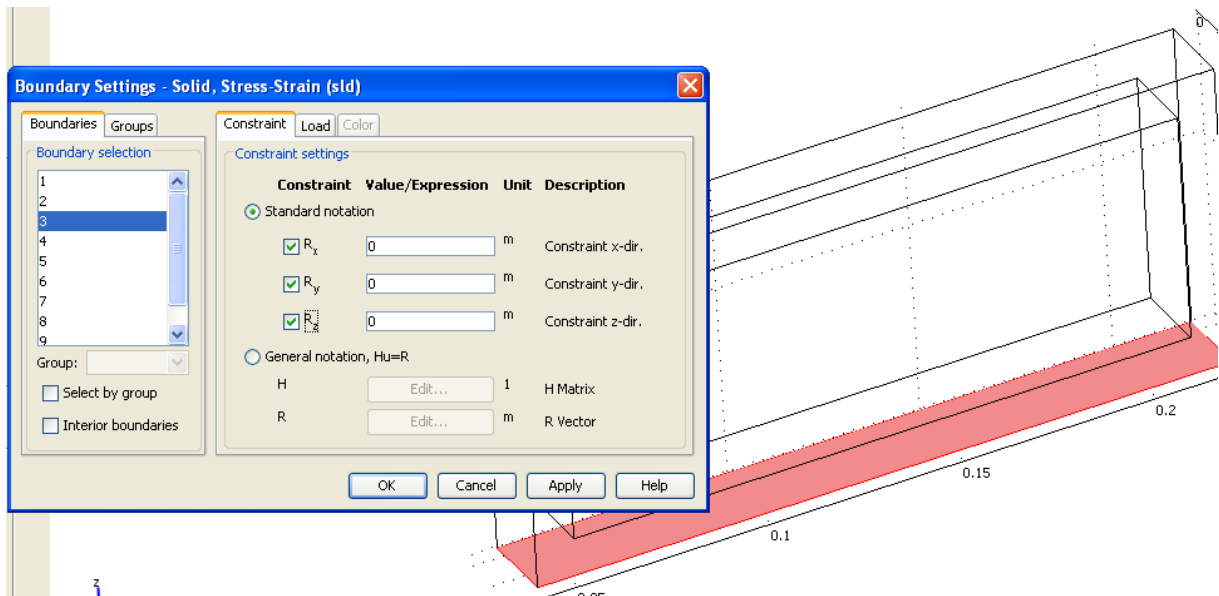 Boundary Settings - Solid, Stress-Strain (sld)
Boundaries Groups
Constraint Load Color
Boundary selection
1
2
3
4
5
6
7
8
9
Group:
Select by group
Interior boundaries
Constraint settings
Constraint Value/Expression Unit Description
Standard notation
Rx 0 m Constraint x-dir.
Ry 0 m Constraint y-dir.
Rz 0 m Constraint z-dir.
General notation, Hu=R
H Edit... 1 H Matrix
R Edit... m R Vector
OK Cancel Apply Help
0
0.2
0.15
0.1
0.05
z